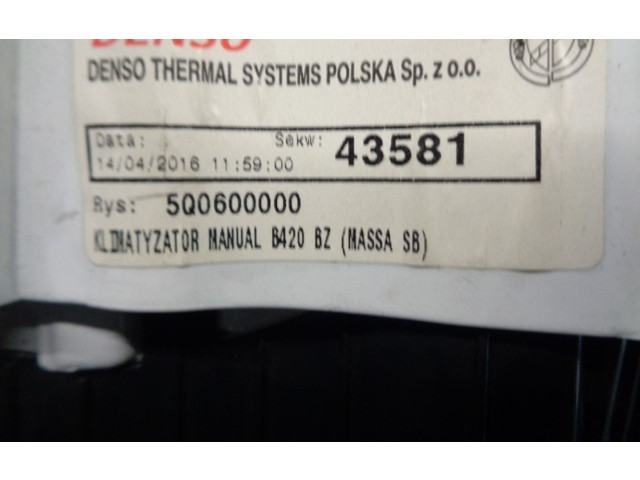 DENSO
DENSO THERMAL SYSTEMS POLSKA Sp. z o.o.
Data: Sekw: 43581
14/04/2016 11:59:00
Rys: 5Q0600000
KLIMATYZATOR MANUAL B420 BZ (MASSA SB)